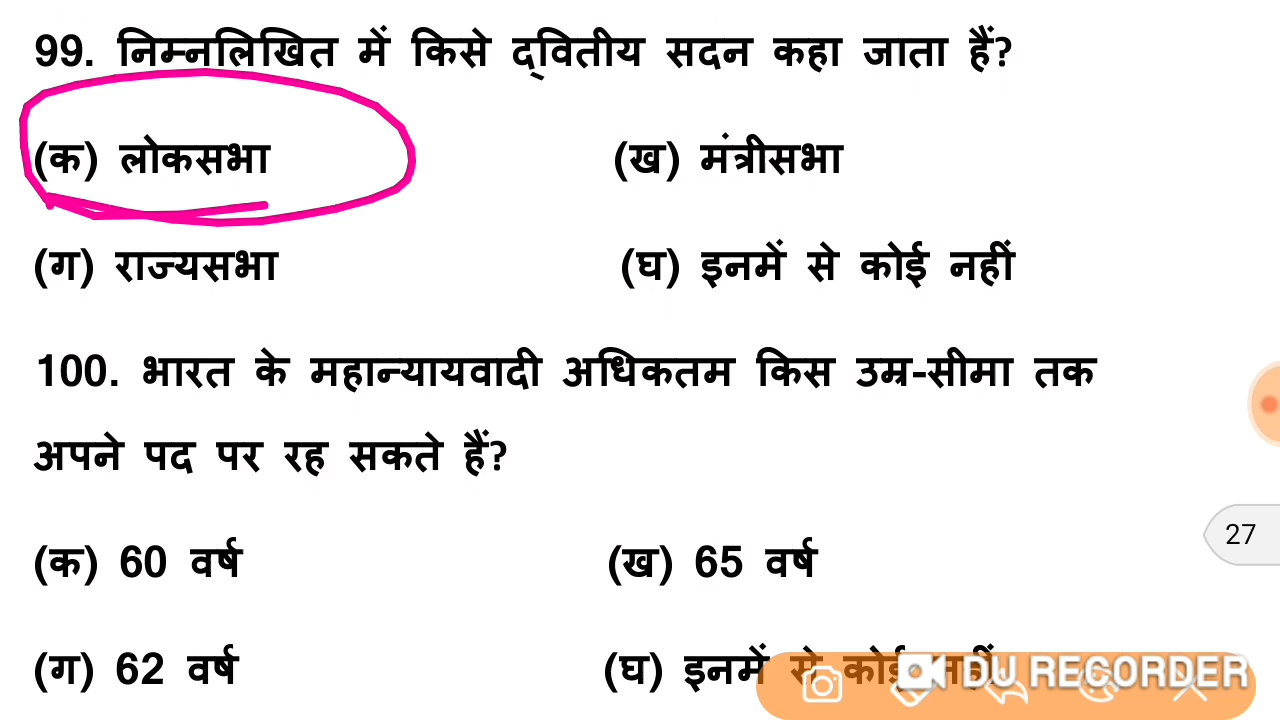 99. निम्नलिखित में किसे द्वितीय सदन कहा जाता हैं?
(क) लोकसभा (ख) मंत्रीसभा
(ग) राज्यसभा (घ) इनमें से कोई नहीं
100. भारत के महान्यायवादी अधिकतम किस उम्र-सीमा तक
अपने पद पर रह सकते हैं?
27
(क) 60 वर्ष (ख) 65 वर्ष
(ग) 62 वर्ष (घ) इनमें से कोई नहीं
DU RECORDER